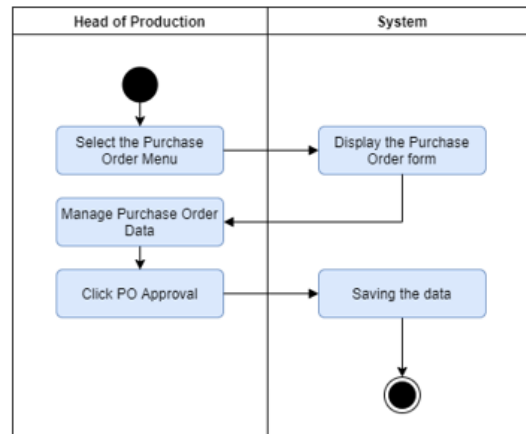 Head of Production
System
Select the Purchase
Order Menu
Display the Purchase
Order form
Manage Purchase Order
Data
Click PO Approval
Saving the data